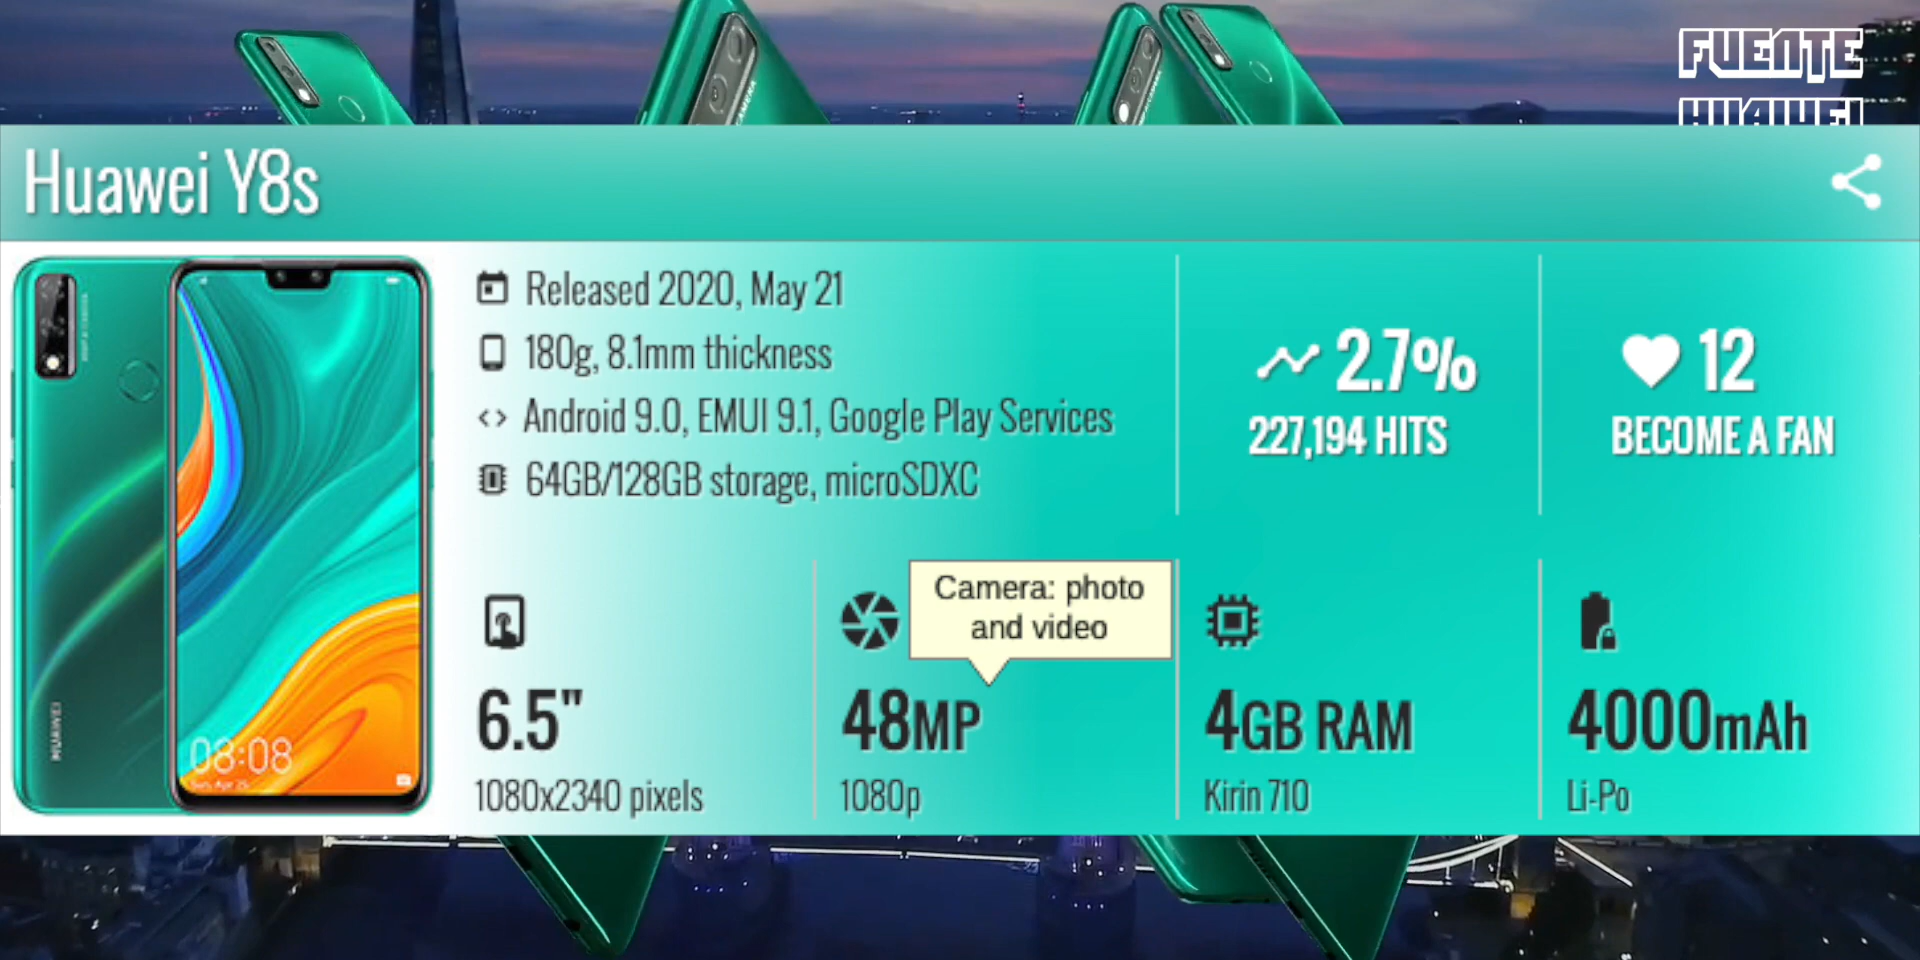 FUENTE
HUAWEI
Huawei Y8s
Released 2020, May 21
180g, 8.1mm thickness
Android 9.0, EMUI 9.1, Google Play Services
64GB/128GB storage, microSDXC
2.7%
227,194 HITS
12
BECOME A FAN
Camera: photo
and video
6.5"
1080x2340 pixels
48MP
1080p
4GB RAM
Kirin 710
4000mAh
Li-Po
08:08
HUAWEI
CAMERA